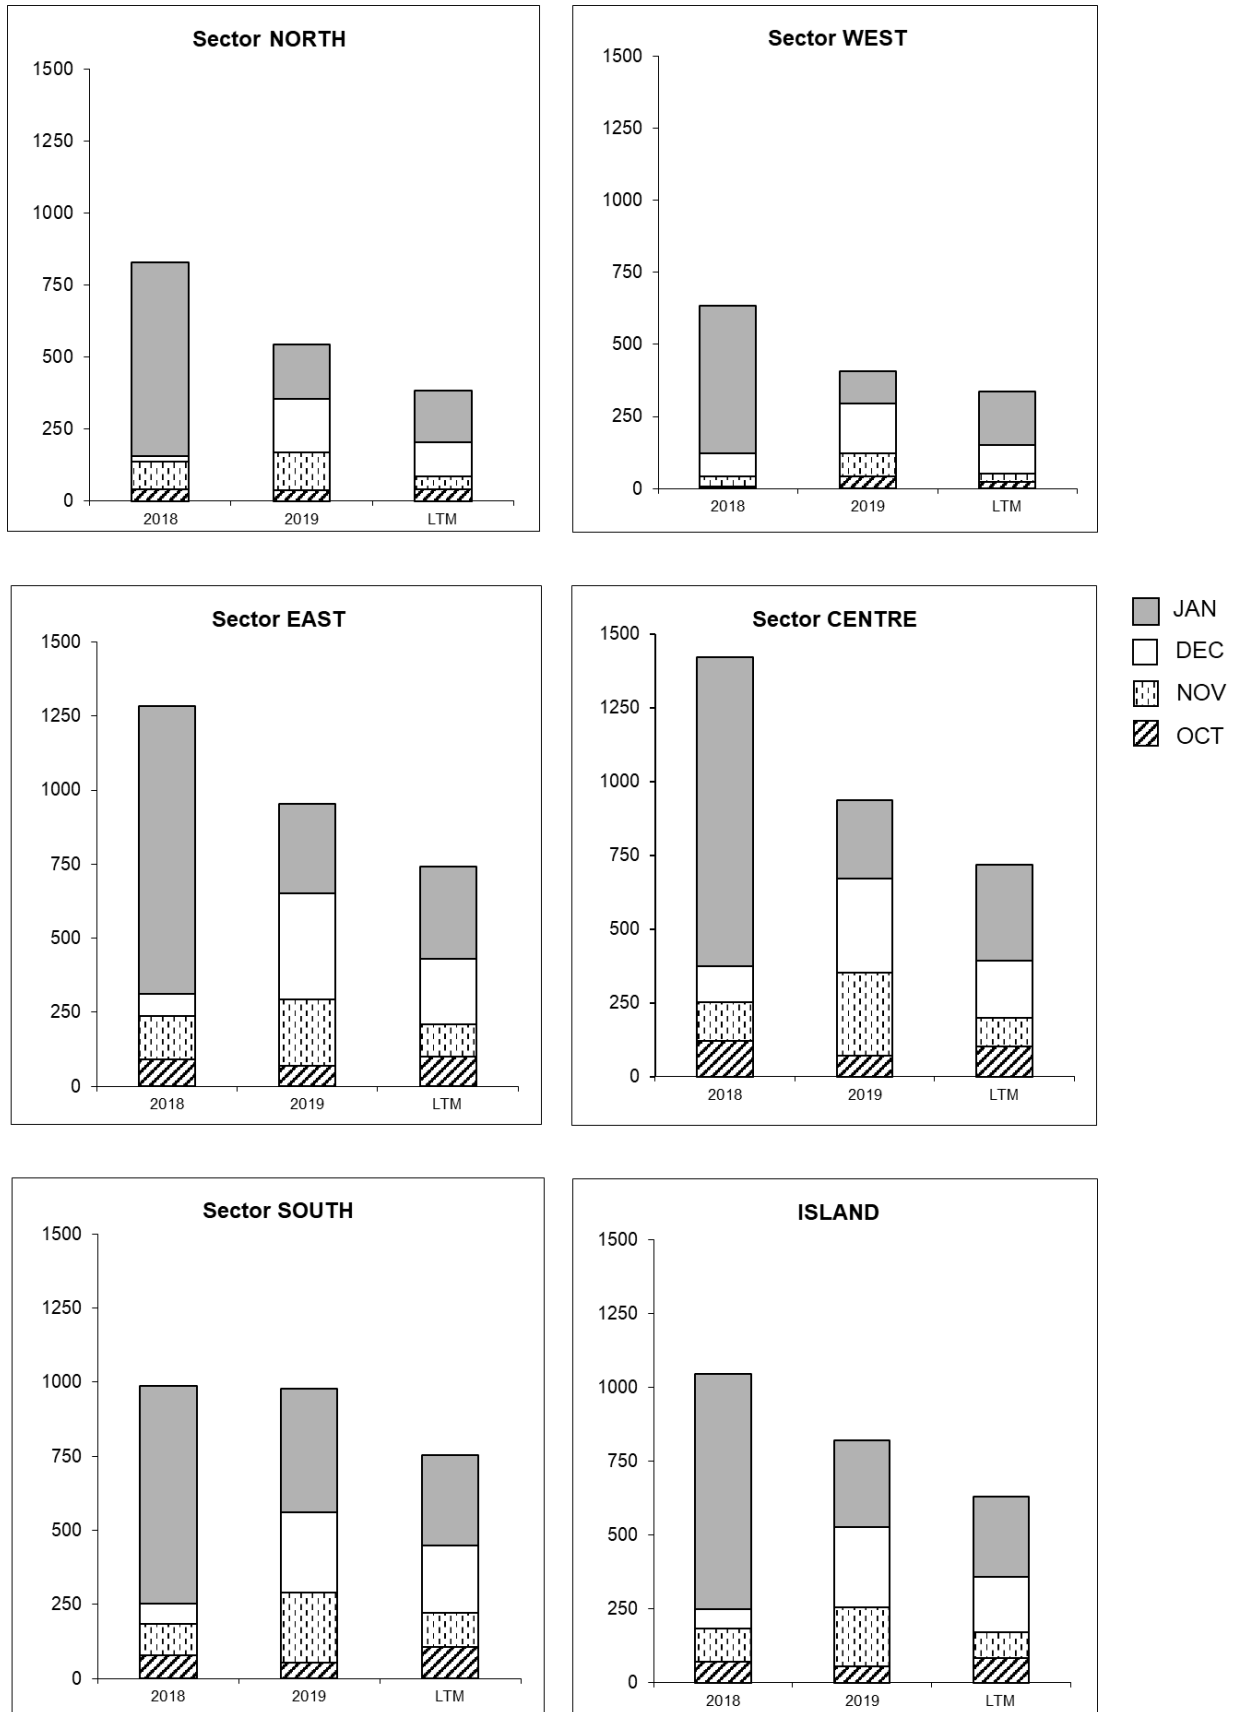 Sector NORTH
1500
1250
1000
750
500
250
0
2018 2019 LTM
Sector WEST
1500
1250
1000
750
500
250
0
2018 2019 LTM
Sector EAST
1500
1250
1000
750
500
250
0
2018 2019 LTM
Sector CENTRE
1500
1250
1000
750
500
250
0
2018 2019 LTM
JAN
DEC
NOV
OCT
Sector SOUTH
1500
1250
1000
750
500
250
0
2018 2019 LTM
ISLAND
1500
1250
1000
750
500
250
0
2018 2019 LTM